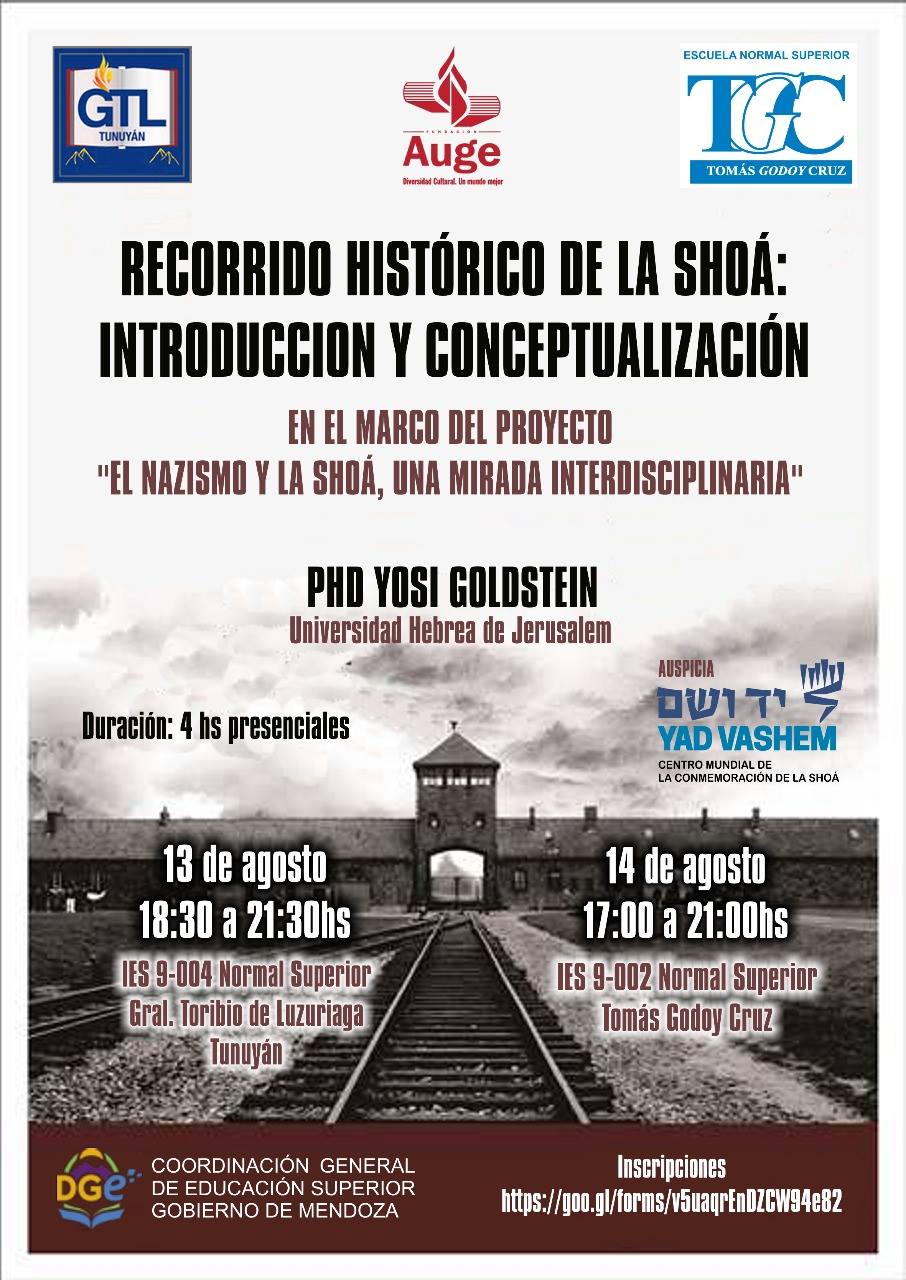 GTL
TUNUYÁN
FUNDACIÓN
Auge
Diversidad Cultural. Un mundo mejor
ESCUELA NORMAL SUPERIOR
TGC
TOMÁS GODOY CRUZ
RECORRIDO HISTÓRICO DE LA SHOÁ:
INTRODUCCION Y CONCEPTUALIZACIÓN
EN EL MARCO DEL PROYECTO
"EL NAZISMO Y LA SHOÁ, UNA MIRADA INTERDISCIPLINARIA"
PHD YOSI GOLDSTEIN
Universidad Hebrea de Jerusalem
AUSPICIA
יד ושם
YAD VASHEM
CENTRO MUNDIAL DE
LA CONMEMORACIÓN DE LA SHOÁ
Duración: 4 hs presenciales
13 de agosto
18:30 a 21:30hs
IES 9-004 Normal Superior
Gral. Toribio de Luzuriaga
Tunuyán
14 de agosto
17:00 a 21:00hs
IES 9-002 Normal Superior
Tomás Godoy Cruz
DGe
COORDINACIÓN GENERAL
DE EDUCACIÓN SUPERIOR
GOBIERNO DE MENDOZA
Inscripciones
https://goo.gl/forms/v5uaqrEnDZCW94e82